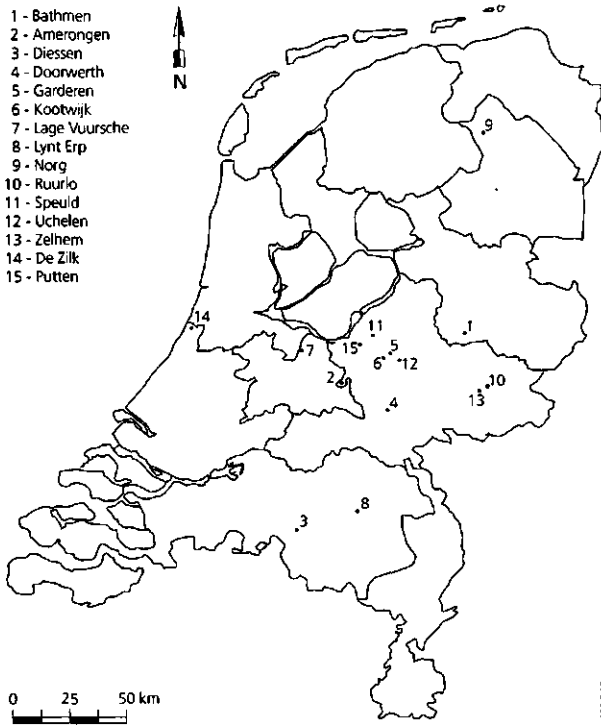 1 - Bathmen
2 - Amerongen
3 - Diessen
4 - Doorwerth
5 - Garderen
6 - Kootwijk
7 - Lage Vuursche
8 - Lynt Erp
9 - Norg
10 - Ruurlo
11 - Speuld
12 - Uchelen
13 - Zelhem
14 - De Zilk
15 - Putten
N
9
14
11
1
15
5
7
6
12
2
10
13
4
8
3
0 25 50 km